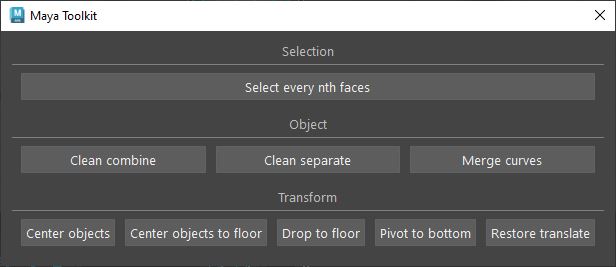 Maya Toolkit
Selection
Select every nth faces
Object
Clean combine Clean separate Merge curves
Transform
Center objects Center objects to floor Drop to floor Pivot to bottom Restore translate